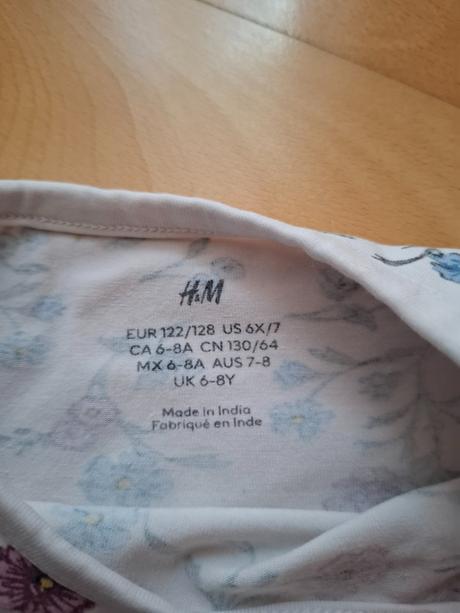 H&M
EUR 122/128 US 6X/7
CA 6-8A CN 130/64
MX 6-8A AUS 7-8
UK 6-8Y
Made in India
Fabriqué en Inde